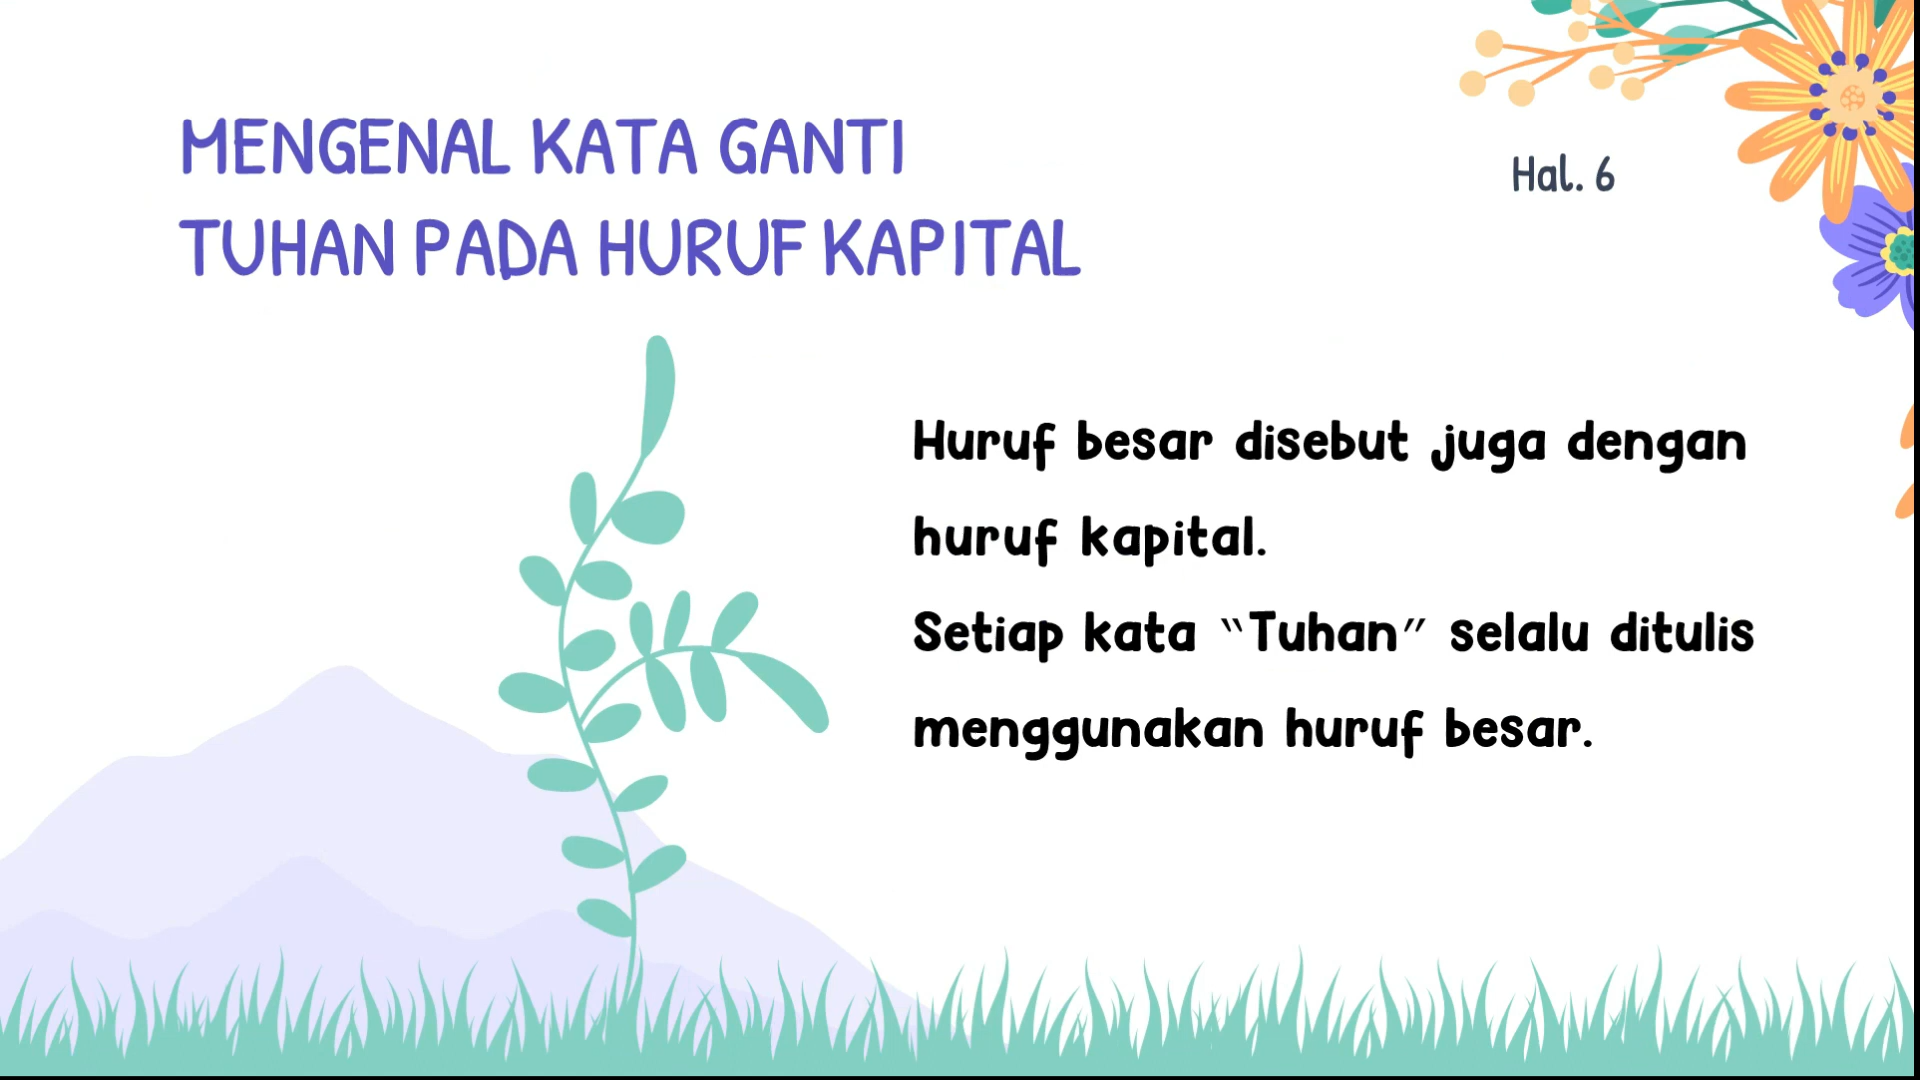 MENGENAL KATA GANTI
TUHAN PADA HURUF KAPITAL
Hal. 6
Huruf besar disebut juga dengan
huruf kapital.
Setiap kata “Tuhan” selalu ditulis
menggunakan huruf besar.